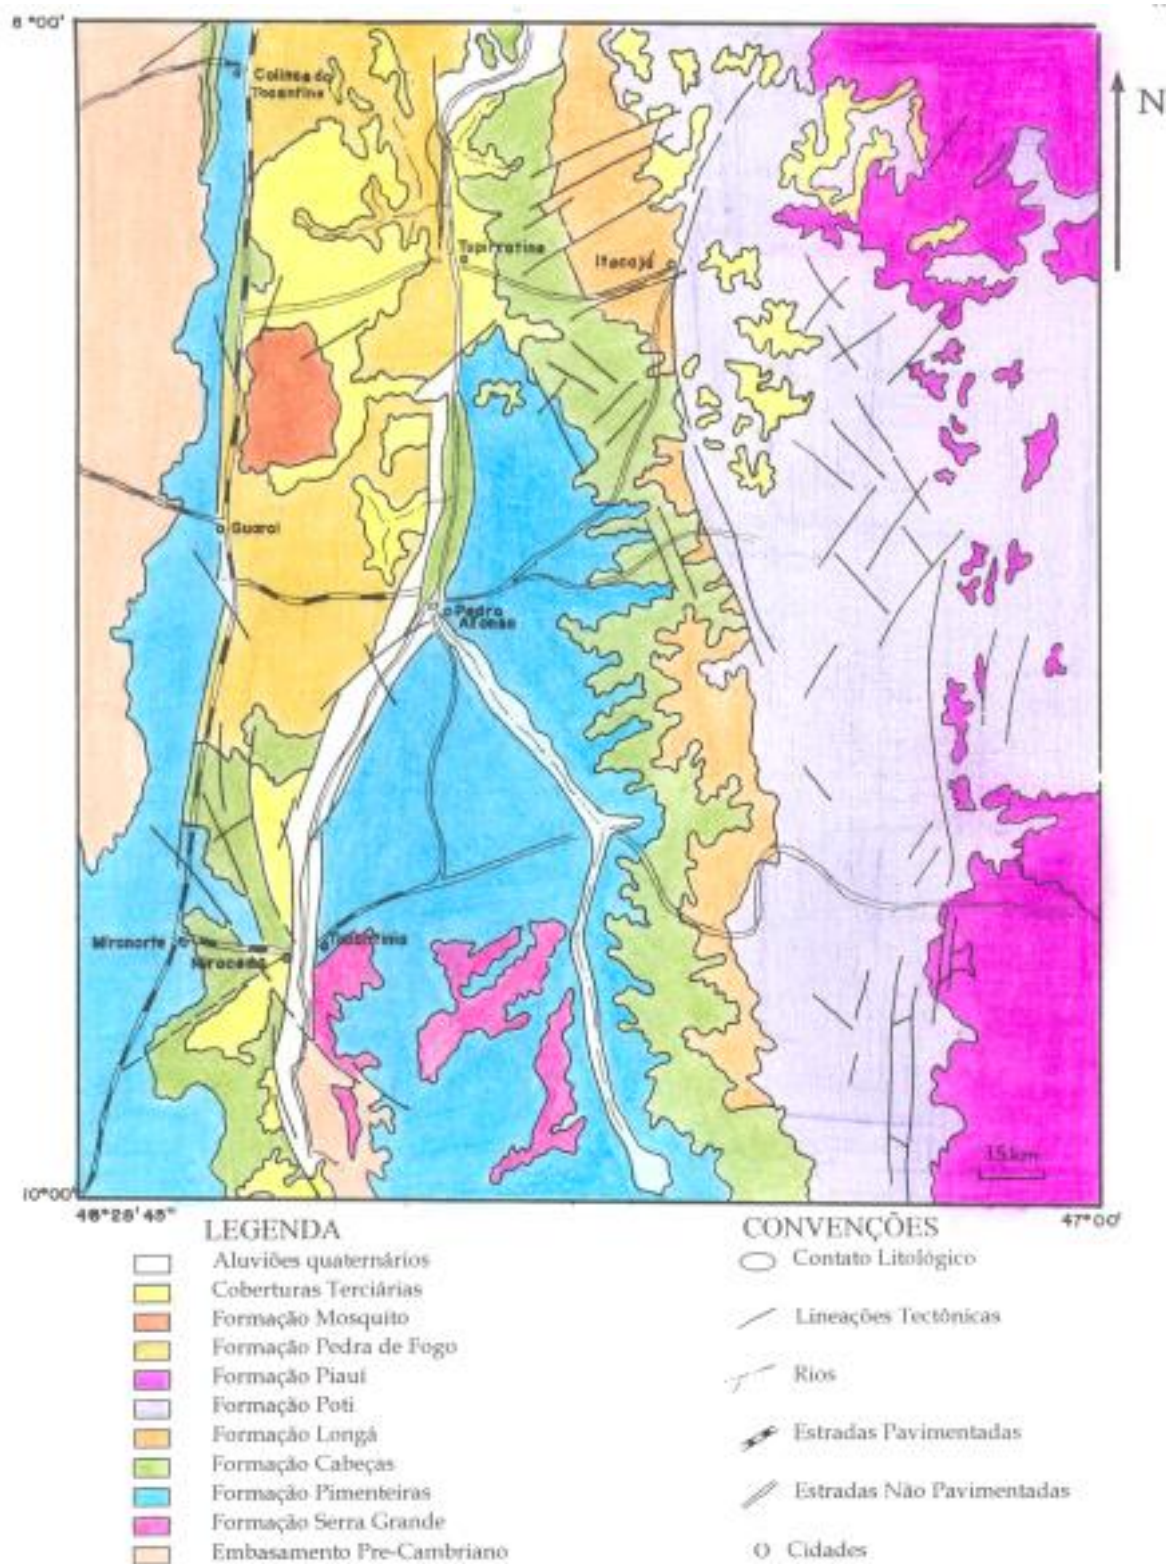 8°00'
N
Colinas do
Tocantins
Tupiratins
Itacajá
Guaraí
Pedro
Afonso
Miranorte
Miracema
Tocantínia
15 km
10°00'
48°28'45"
47°00'
LEGENDA
Aluviões quaternários
Coberturas Terciárias
Formação Mosquito
Formação Pedra de Fogo
Formação Piauí
Formação Poti
Formação Longá
Formação Cabeças
Formação Pimenteiras
Formação Serra Grande
Embasamento Pre-Cambriano
CONVENÇÕES
Contato Litológico
Lineações Tectônicas
Rios
Estradas Pavimentadas
Estradas Não Pavimentadas
Cidades